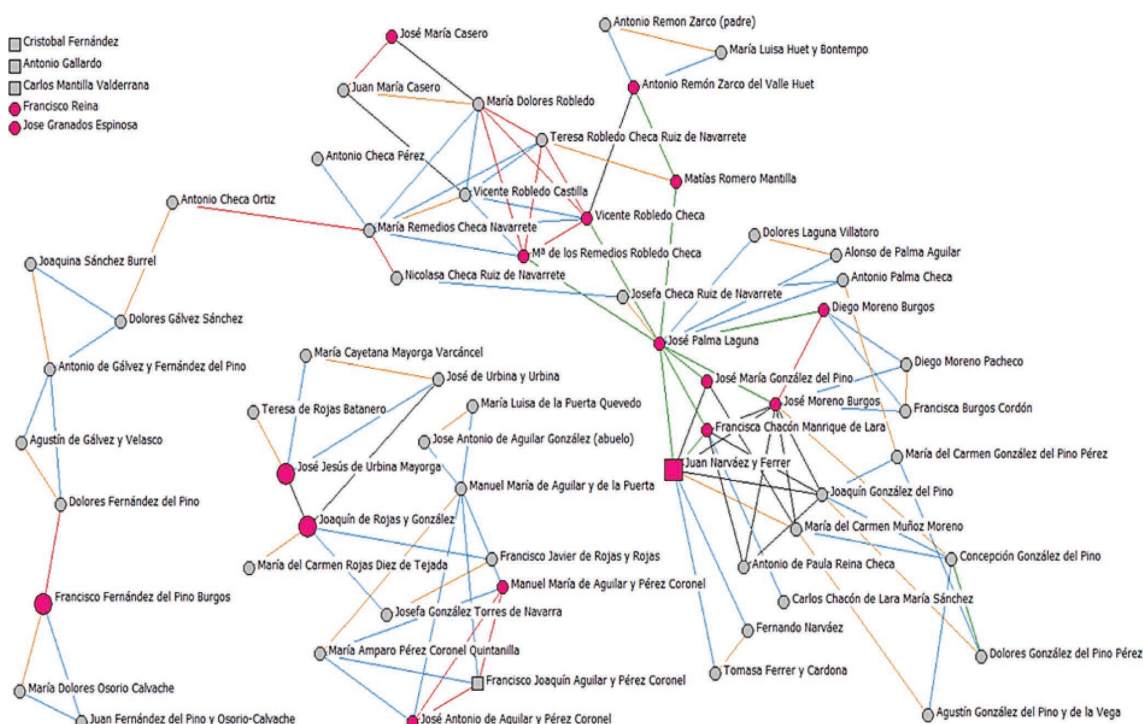 Cristobal Fernández
Antonio Gallardo
Carlos Mantilla Valderrana
Francisco Reina
Jose Granados Espinosa
Antonio Remon Zarco (padre)
José María Casero
María Luisa Huet y Bontempo
Juan María Casero
Antonio Remón Zarco del Valle Huet
María Dolores Robledo
Teresa Robledo Checa Ruiz de Navarrete
Antonio Checa Pérez
Matías Romero Mantilla
Vicente Robledo Castilla
Antonio Checa Ortiz
Vicente Robledo Checa
María Remedios Checa Navarrete
Dolores Laguna Villatoro
Mª de los Remedios Robledo Checa
Alonso de Palma Aguilar
Joaquina Sánchez Burrel
Nicolasa Checa Ruiz de Navarrete
Antonio Palma Checa
Josefa Checa Ruiz de Navarrete
Diego Moreno Burgos
Dolores Gálvez Sánchez
José Palma Laguna
María Cayetana Mayorga Varcáncel
Diego Moreno Pacheco
Antonio de Gálvez y Fernández del Pino
José de Urbina y Urbina
José María González del Pino
María Luisa de la Puerta Quevedo
José Moreno Burgos
Francisca Burgos Cordón
Teresa de Rojas Batanero
Francisca Chacón Manrique de Lara
Agustín de Gálvez y Velasco
Jose Antonio de Aguilar González (abuelo)
María del Carmen González del Pino Pérez
José Jesús de Urbina Mayorga
Juan Narváez y Ferrer
Manuel María de Aguilar y de la Puerta
Joaquín González del Pino
Dolores Fernández del Pino
Joaquín de Rojas y González
María del Carmen Muñoz Moreno
Francisco Javier de Rojas y Rojas
Concepción González del Pino
María del Carmen Rojas Diez de Tejada
Antonio de Paula Reina Checa
Manuel María de Aguilar y Pérez Coronel
Francisco Fernández del Pino Burgos
Carlos Chacón de Lara María Sánchez
Josefa González Torres de Navarra
Fernando Narváez
María Amparo Pérez Coronel Quintanilla
Dolores González del Pino Pérez
Tomasa Ferrer y Cardona
Francisco Joaquín Aguilar y Pérez Coronel
María Dolores Osorio Calvache
Agustín González del Pino y de la Vega
Juan Fernández del Pino y Osorio-Calvache
José Antonio de Aguilar y Pérez Coronel